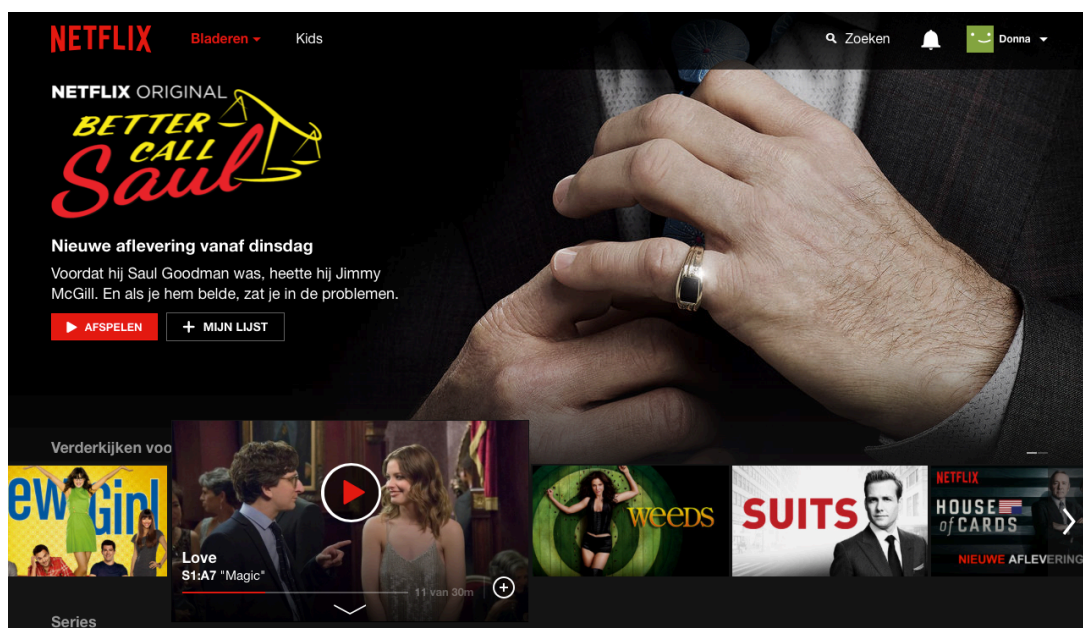 NETFLIX
Bladeren
Kids
Zoeken
Donna
NETFLIX ORIGINAL
BETTER
CALL
Saul
Nieuwe aflevering vanaf dinsdag
Voordat hij Saul Goodman was, heette hij Jimmy
McGill. En als je hem belde, zat je in de problemen.
AFSPELEN
+ MIJN LIJST
Verderkijken voo
ew Girl
Love
S1:A7 "Magic"
11 van 30m
weeds
SUITS
NETFLIX
HOUSE
of CARDS
NIEUWE AFLEVERING
Series